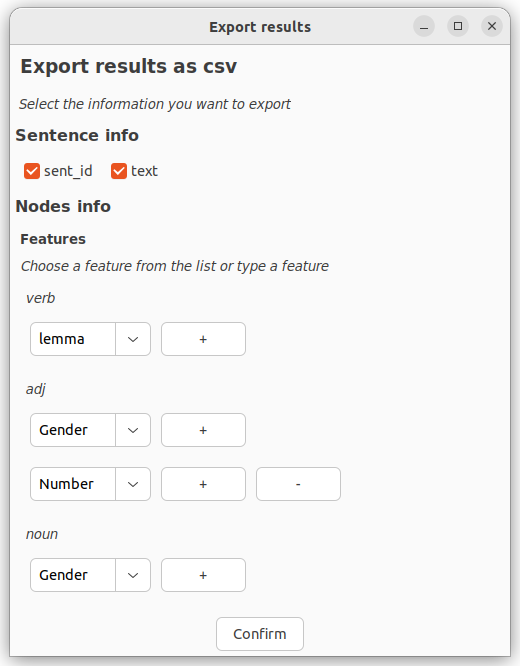 Export results
Export results as csv
Select the information you want to export
Sentence info
sent_id text
Nodes info
Features
Choose a feature from the list or type a feature
verb
lemma +
adj
Gender +
Number + -
noun
Gender +
Confirm